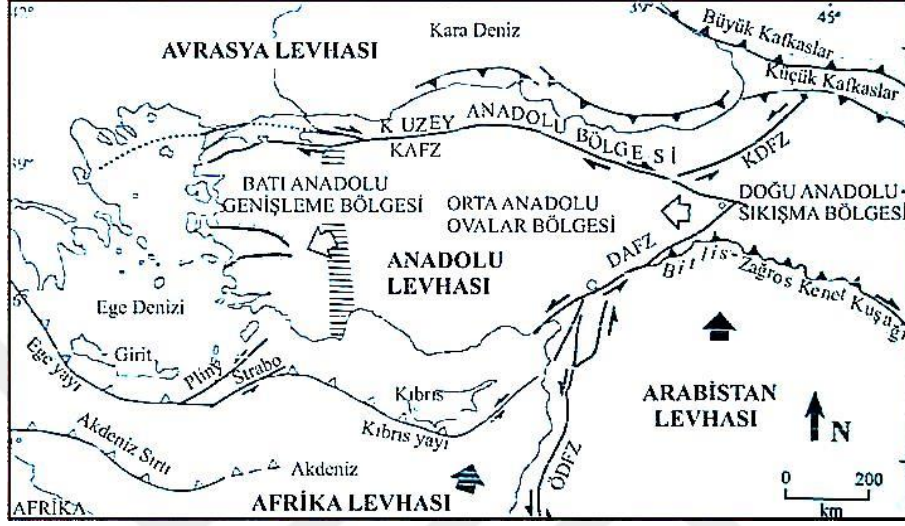 42°
39°
45°
Büyük Kafkaslar
Kara Deniz
AVRASYA LEVHASI
Küçük Kafkaslar
KUZEY ANADOLU BÖLGESİ
KAFZ
KDFZ
39°
BATI ANADOLU
GENİŞLEME BÖLGESİ
ORTA ANADOLU
OVALAR BÖLGESİ
DOĞU ANADOLU
SIKIŞMA BÖLGESİ
DAFZ
ANADOLU
LEVHASI
Bitlis-Zağros Kenet Kuşağı
Ege Denizi
Girit
Ege yayı
Pliny
Strabo
Kıbrıs
Kıbrıs yayı
ARABİSTAN
LEVHASI
N
Akdeniz Sırtı
Akdeniz
ÖDFZ
AFRİKA
AFRİKA LEVHASI
0 200
km